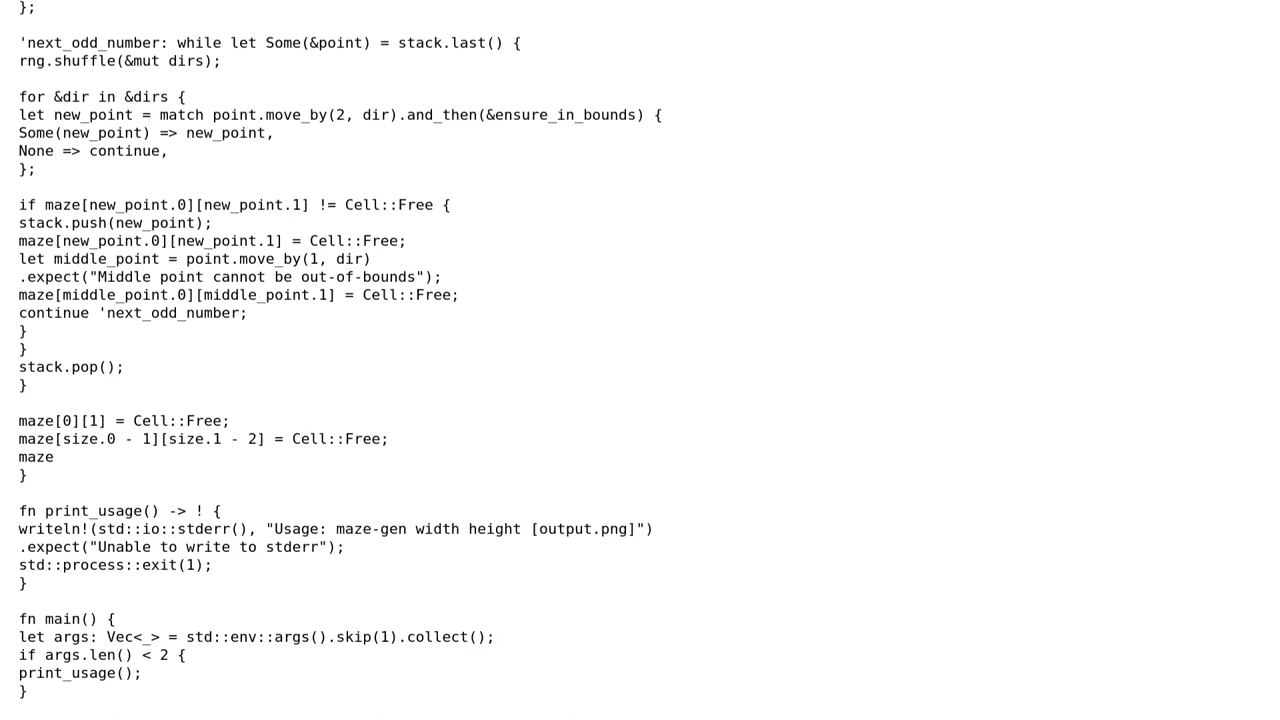 };

'next_odd_number: while let Some(&point) = stack.last() {
rng.shuffle(&mut dirs);

for &dir in &dirs {
let new_point = match point.move_by(2, dir).and_then(&ensure_in_bounds) {
Some(new_point) => new_point,
None => continue,
};

if maze[new_point.0][new_point.1] != Cell::Free {
stack.push(new_point);
maze[new_point.0][new_point.1] = Cell::Free;
let middle_point = point.move_by(1, dir)
.expect("Middle point cannot be out-of-bounds");
maze[middle_point.0][middle_point.1] = Cell::Free;
continue 'next_odd_number;
}
}
stack.pop();
}

maze[0][1] = Cell::Free;
maze[size.0 - 1][size.1 - 2] = Cell::Free;
maze
}

fn print_usage() -> ! {
writeln!(std::io::stderr(), "Usage: maze-gen width height [output.png]")
.expect("Unable to write to stderr");
std::process::exit(1);
}

fn main() {
let args: Vec<_> = std::env::args().skip(1).collect();
if args.len() < 2 {
print_usage();
}